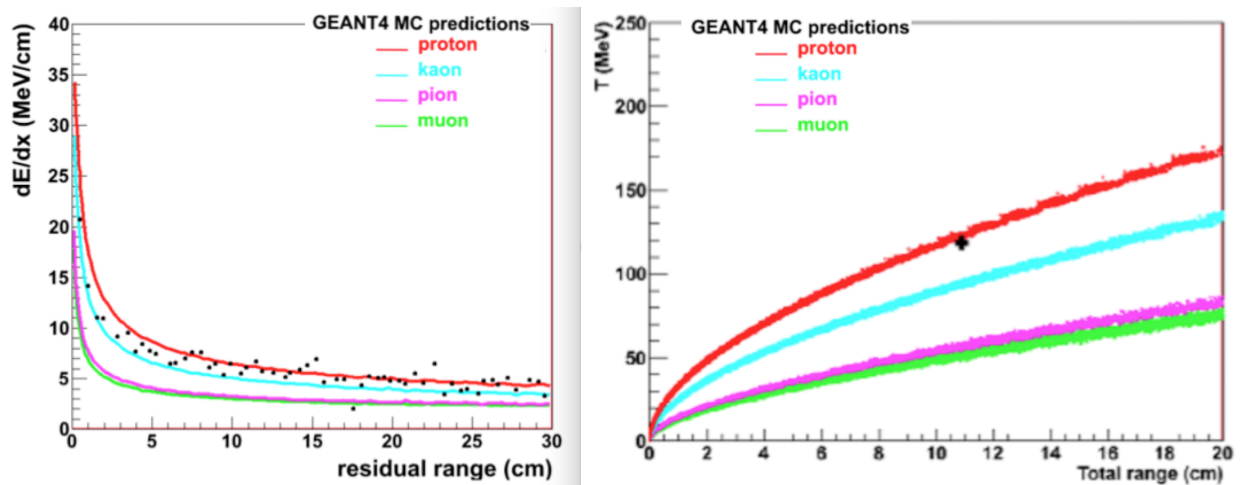 GEANT4 MC predictions
proton
kaon
pion
muon
dE/dx (MeV/cm)
40
35
30
25
20
15
10
5
0
0 5 10 15 20 25 30
residual range (cm)
GEANT4 MC predictions
proton
kaon
pion
muon
T (MeV)
250
200
150
100
50
0
0 2 4 6 8 10 12 14 16 18 20
Total range (cm)